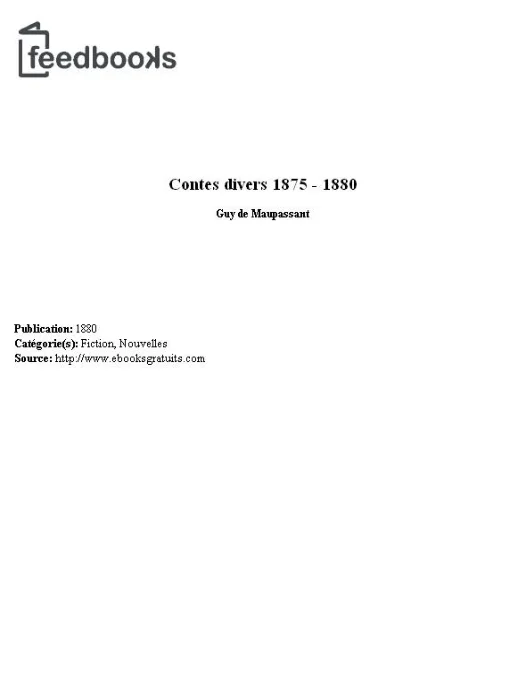 feedbooks
Contes divers 1875 - 1880
Guy de Maupassant
Publication: 1880
Catégorie(s): Fiction, Nouvelles
Source: http://www.ebooksgratuits.com